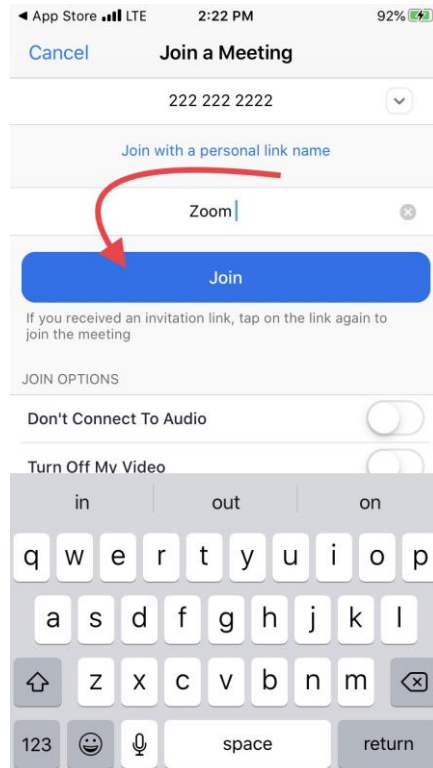 App Store LTE 2:22 PM 92%
Cancel Join a Meeting
222 222 2222
Join with a personal link name
Zoom
Join
If you received an invitation link, tap on the link again to
join the meeting
JOIN OPTIONS
Don't Connect To Audio
Turn Off My Video
in out on
q w e r t y u i o p
a s d f g h j k l
z x c v b n m
123 space return